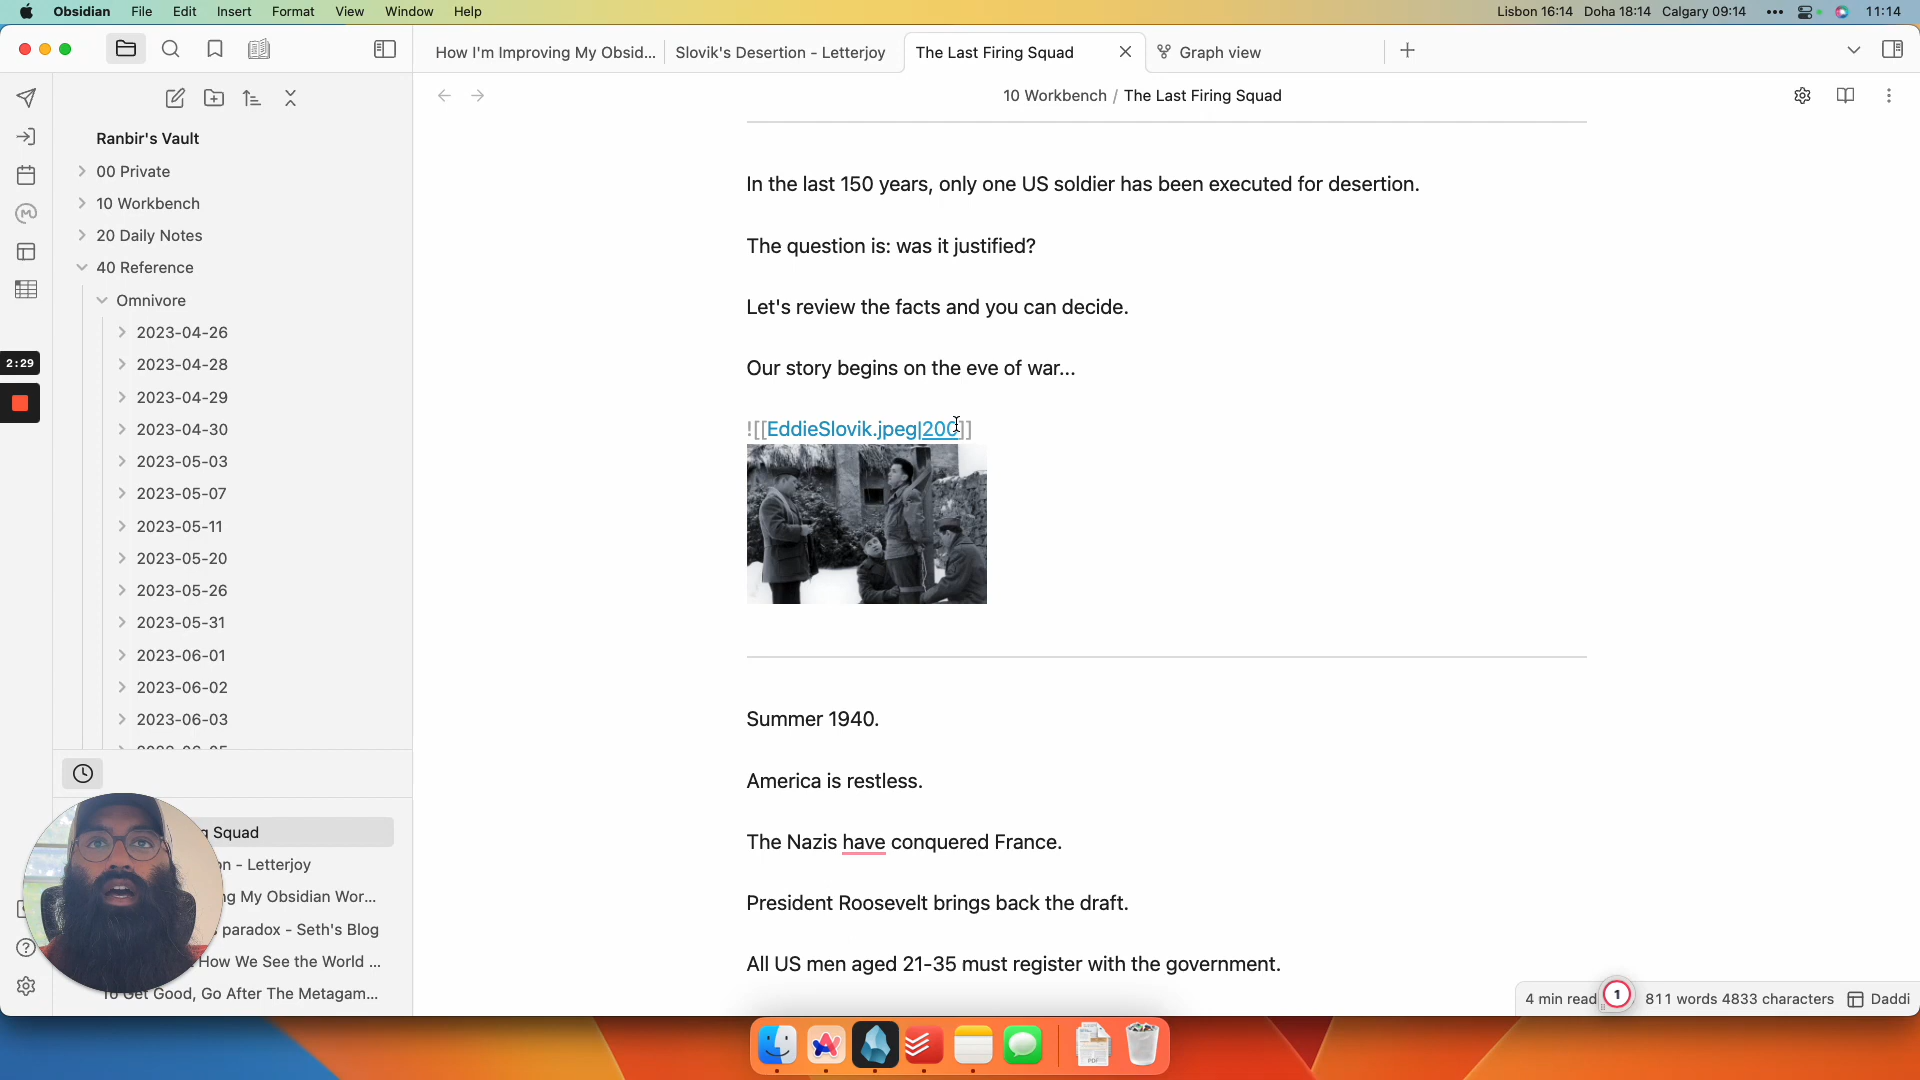 Obsidian File Edit Insert Format View Window Help Lisbon 16:14 Doha 18:14 Calgary 09:14 11:14
How I'm Improving My Obsid... Slovik's Desertion - Letterjoy The Last Firing Squad Graph view
10 Workbench / The Last Firing Squad
Ranbir's Vault
00 Private
10 Workbench
20 Daily Notes
40 Reference
Omnivore
2023-04-26
2023-04-28
2023-04-29
2023-04-30
2023-05-03
2023-05-07
2023-05-11
2023-05-20
2023-05-26
2023-05-31
2023-06-01
2023-06-02
2023-06-03
2:29
g Squad
on - Letterjoy
ng My Obsidian Wor...
paradox - Seth's Blog
How We See the World ...
To Get Good, Go After The Metagam...
In the last 150 years, only one US soldier has been executed for desertion.
The question is: was it justified?
Let's review the facts and you can decide.
Our story begins on the eve of war...
![[EddieSlovik.jpeg|200]]
Summer 1940.
America is restless.
The Nazis have conquered France.
President Roosevelt brings back the draft.
All US men aged 21-35 must register with the government.
4 min read 1 811 words 4833 characters Daddi
PDF